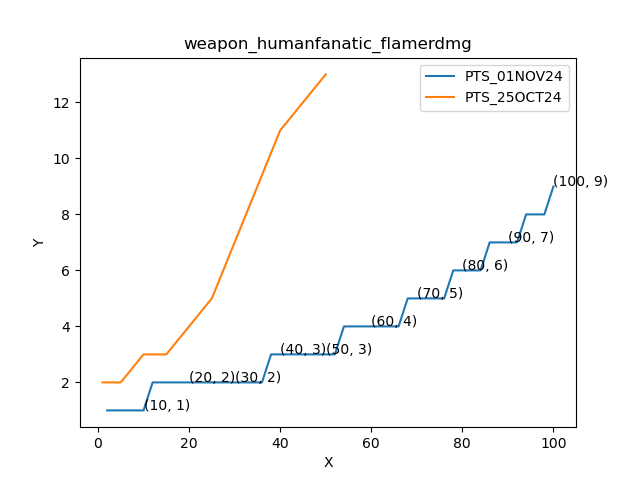 weapon_humanfanatic_flamerdmg
PTS_01NOV24
PTS_25OCT24
Y
12
10
8
6
4
2
(100, 9)
(90, 7)
(80, 6)
(70, 5)
(60, 4)
(40, 3)(50, 3)
(20, 2)(30, 2)
(10, 1)
0 20 40 60 80 100
X